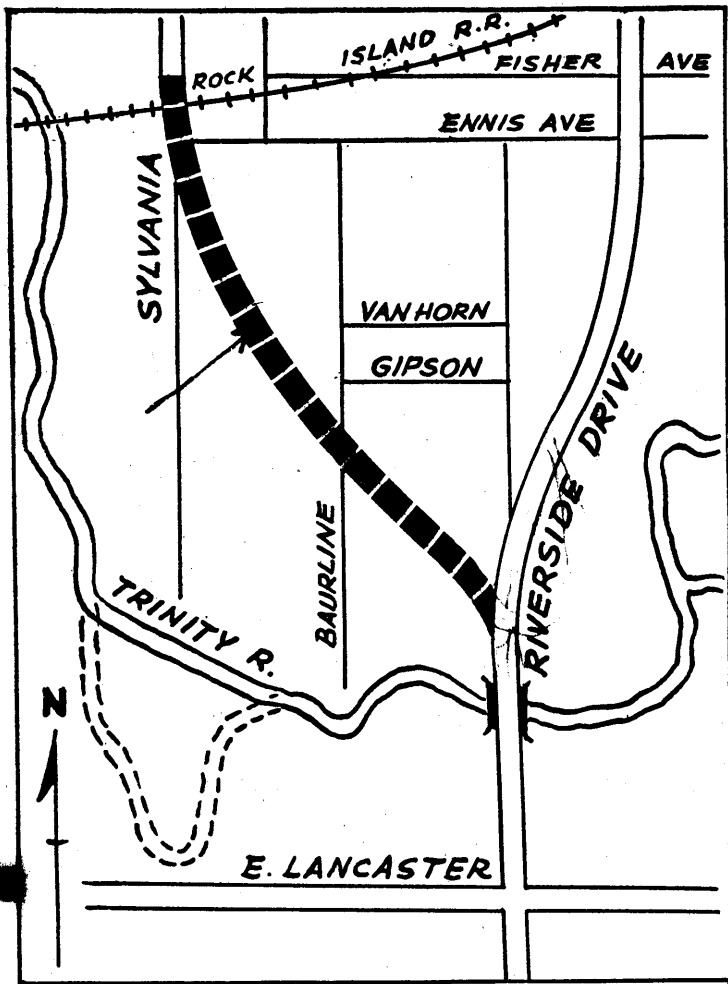 ROCK ISLAND R.R.
FISHER AVE
ENNIS AVE
SYLVANIA
VAN HORN
GIPSON
RIVERSIDE DRIVE
BAURLINE
TRINITY R.
N
E. LANCASTER